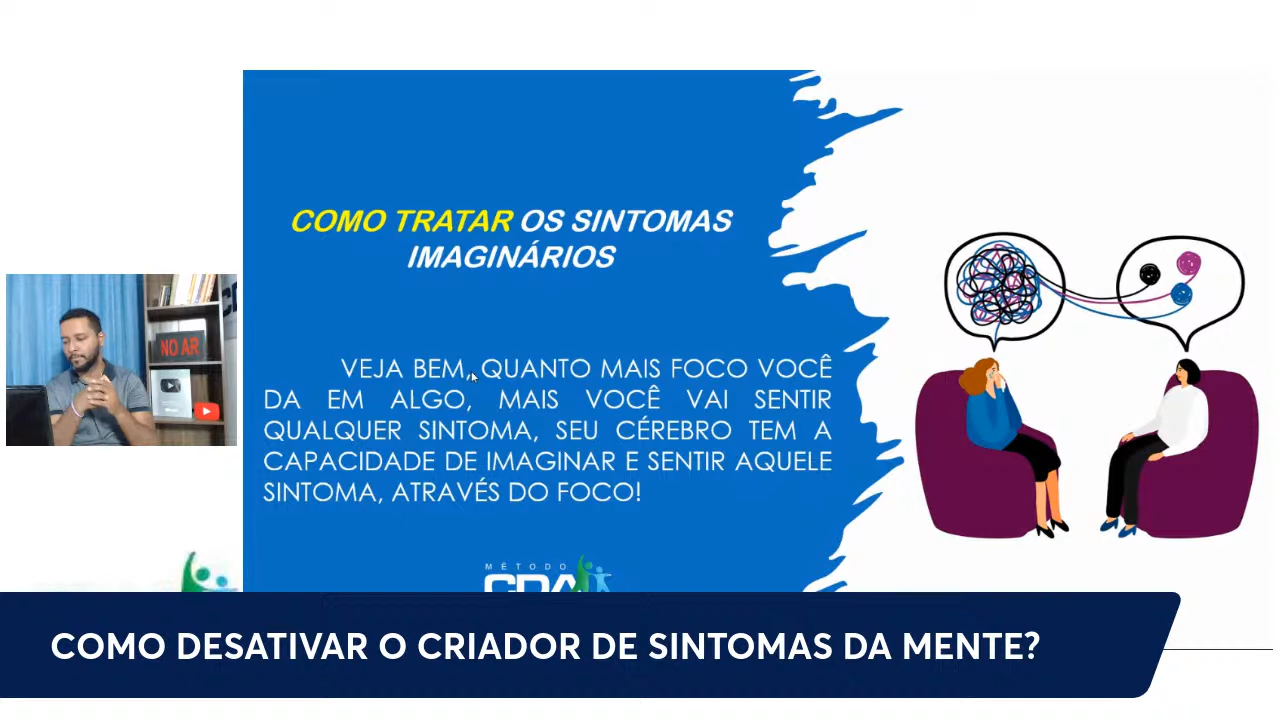 COMO TRATAR OS SINTOMAS
IMAGINÁRIOS
VEJA BEM, QUANTO MAIS FOCO VOCÊ
DA EM ALGO, MAIS VOCÊ VAI SENTIR
QUALQUER SINTOMA, SEU CÉREBRO TEM A
CAPACIDADE DE IMAGINAR E SENTIR AQUELE
SINTOMA, ATRAVÉS DO FOCO!
NO AR
MÉTODO
CDA
COMO DESATIVAR O CRIADOR DE SINTOMAS DA MENTE?